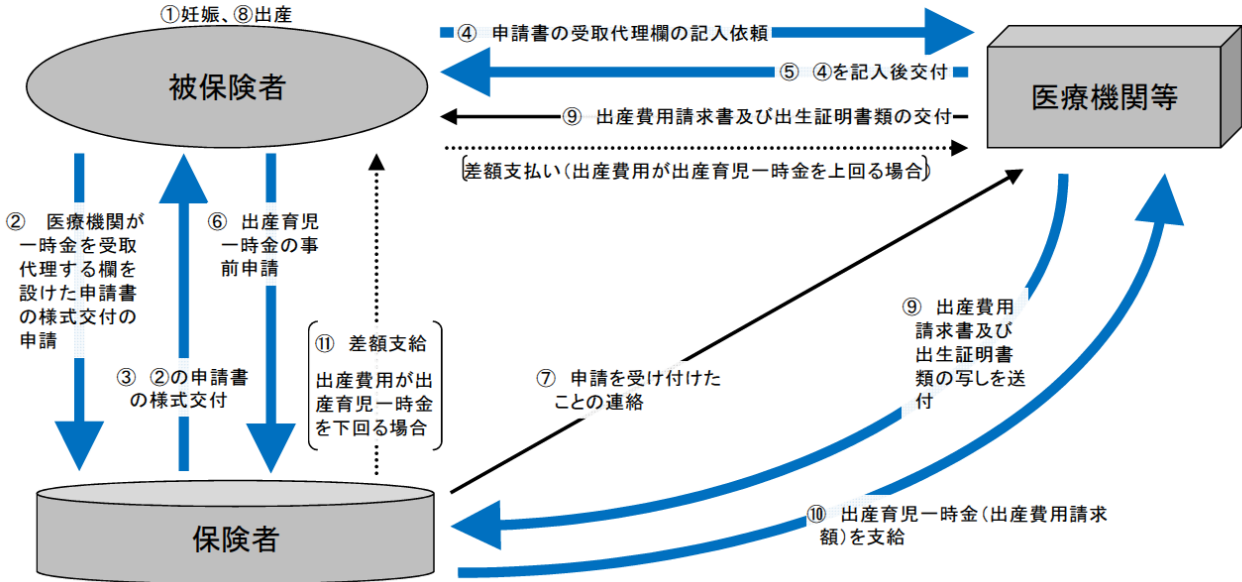 ①妊娠、⑧出産
④ 申請書の受取代理欄の記入依頼
⑤ ④を記入後交付
被保険者
医療機関等
⑨ 出産費用請求書及び出生証明書類の交付
差額支払い(出産費用が出産育児一時金を上回る場合)
② 医療機関が
一時金を受取
代理する欄を
設けた申請書
の様式交付の
申請
⑥ 出産育児
一時金の事
前申請
③ ②の申請書
の様式交付
⑪ 差額支給
出産費用が出
産育児一時金
を下回る場合
⑦ 申請を受け付けた
ことの連絡
⑨ 出産費用
請求書及び
出生証明書
類の写しを送
付
⑩ 出産育児一時金(出産費用請求
額)を支給
保険者